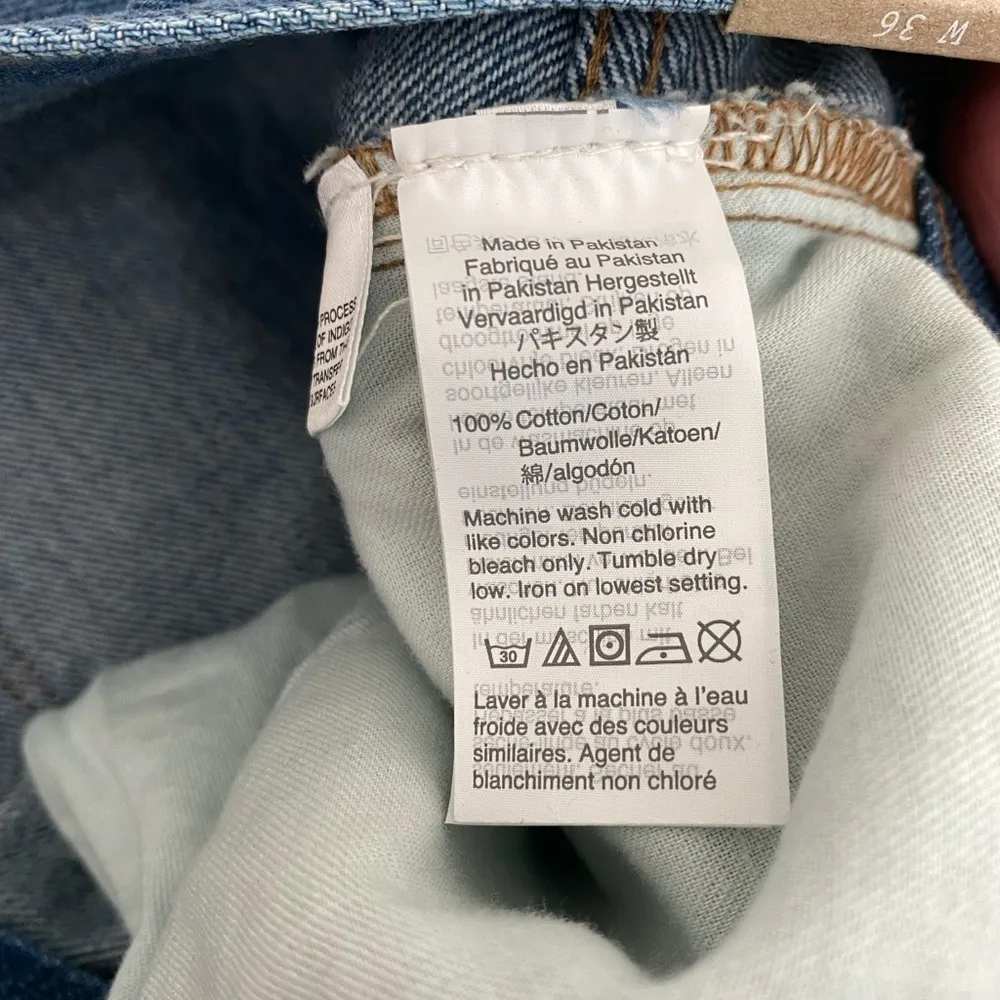 W 36
PROCESS
OF INDIG
FROM TH
TRANSFER
SURFACES
Made in Pakistan
Fabriqué au Pakistan
in Pakistan Hergestellt
Vervaardigd in Pakistan
パキスタン製
Hecho en Pakistán
100% Cotton/Coton/
Baumwolle/Katoen/
綿/algodón
Machine wash cold with
like colors. Non chlorine
bleach only. Tumble dry
low. Iron on lowest setting.
30
Laver à la machine à l'eau
froide avec des couleurs
similaires. Agent de
blanchiment non chloré